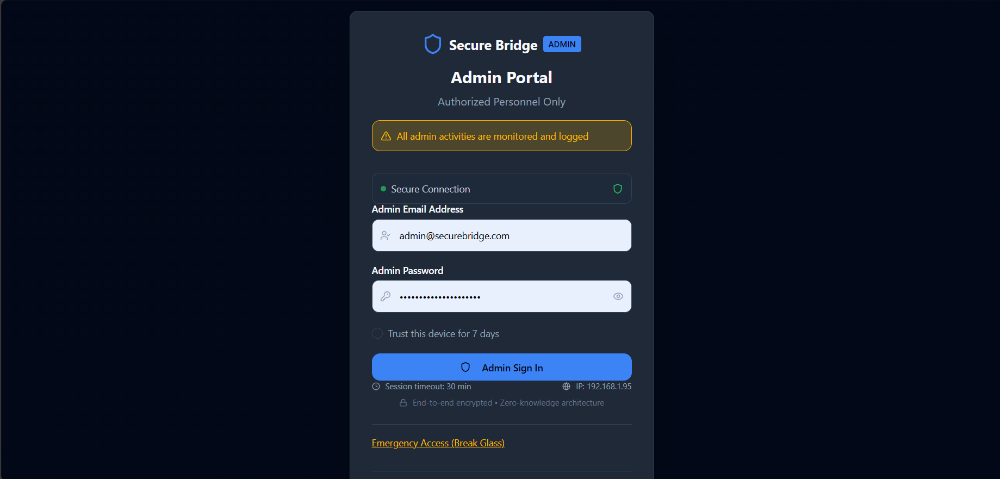 Secure Bridge ADMIN
Admin Portal
Authorized Personnel Only
All admin activities are monitored and logged
Secure Connection
Admin Email Address
admin@securebridge.com
Admin Password
•••••••••••••••••••••
Trust this device for 7 days
Admin Sign In
Session timeout: 30 min IP: 192.168.1.95
End-to-end encrypted • Zero-knowledge architecture
Emergency Access (Break Glass)